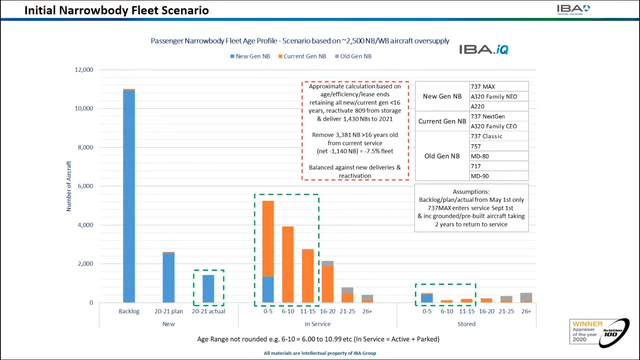 Initial Narrowbody Fleet Scenario
IBA
Passenger Narrowbody Fleet Age Profile - Scenario based on ~2,500 NB/WB aircraft oversupply
New Gen NB
Current Gen NB
Old Gen NB
IBA.iQ
12,000
10,000
8,000
6,000
4,000
2,000
0
Number of Aircraft
Approximate calculation based on
age/efficiency/lease ends
retaining all new/current gen <16
years, reactivate 809 from storage
& deliver 1,430 NBs to 2021
Remove 3,381 NB >16 years old
from current service
(net -1,140 NB) = -7.5% fleet
Balanced against new deliveries &
reactivation
New Gen NB
737 MAX
A320 Family NEO
A220
Current Gen NB
737 NextGen
A320 Family CEO
Old Gen NB
737 Classic
757
MD-80
717
MD-90
Assumptions:
Backlog/plan/actual from May 1st only
737MAX enters service Sept 1st
& inc grounded/pre-built aircraft taking
2 years to return to service
Backlog
20-21 plan
20-21 actual
0-5
6-10
11-15
16-20
21-25
26+
0-5
6-10
11-15
16-20
21-25
26+
New
In Service
Stored
Age Range not rounded e.g. 6-10 = 6.00 to 10.99 etc (In Service = Active + Parked)
All materials are intellectual property of IBA Group
WINNER
Appraiser
of the year
2020
Aviation
100